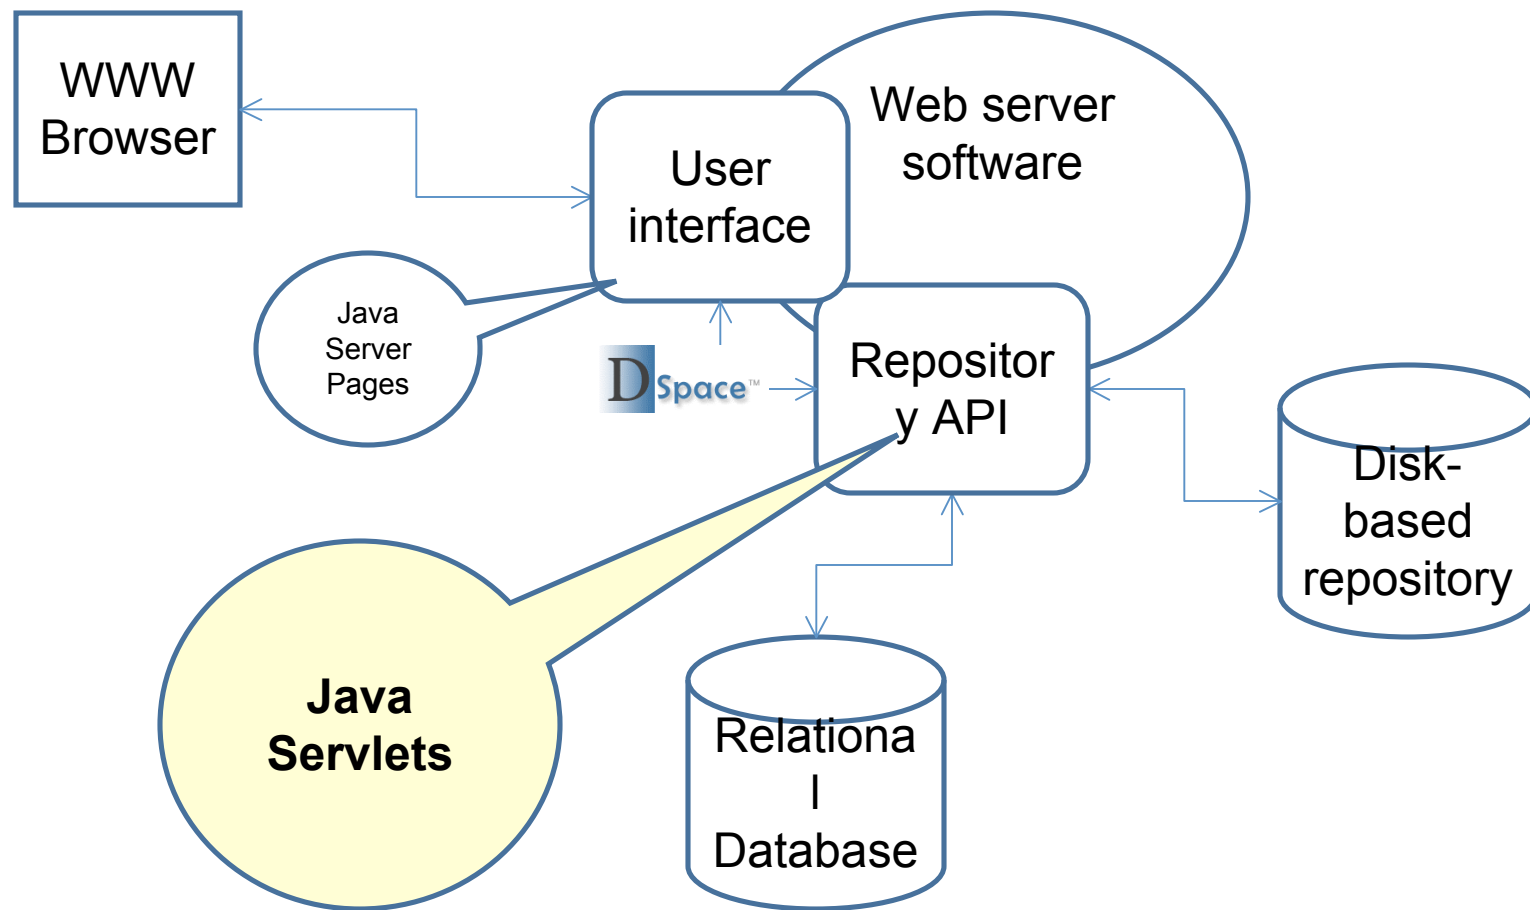 WWW
Browser
User
interface
Web server
software
Java
Server
Pages
DSpace™
Repositor
y API
Disk-
based
repository
Java
Servlets
Relationa
l
Database